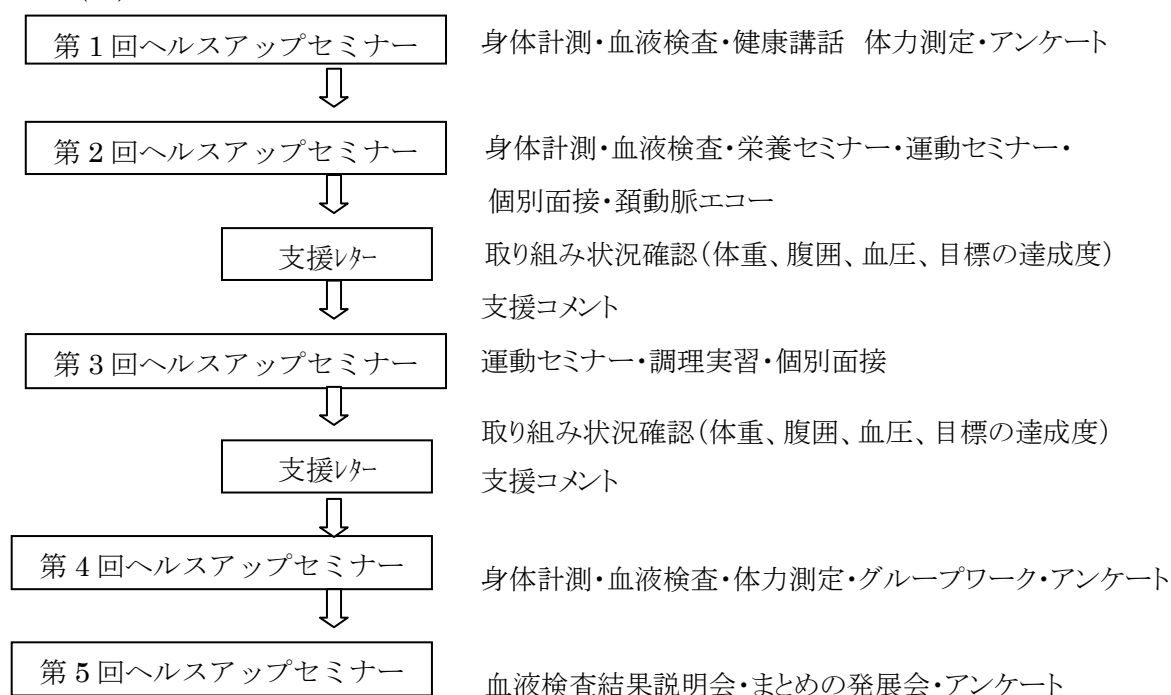 第1回ヘルスアップセミナー 身体計測・血液検査・健康講話 体力測定・アンケート
第2回ヘルスアップセミナー 身体計測・血液検査・栄養セミナー・運動セミナー・
個別面接・頚動脈エコー
支援レター 取り組み状況確認(体重、腹囲、血圧、目標の達成度)
支援コメント
第3回ヘルスアップセミナー 運動セミナー・調理実習・個別面接
取り組み状況確認(体重、腹囲、血圧、目標の達成度)
支援レター 支援コメント
第4回ヘルスアップセミナー 身体計測・血液検査・体力測定・グループワーク・アンケート
第5回ヘルスアップセミナー 血液検査結果説明会・まとめの発展会・アンケート